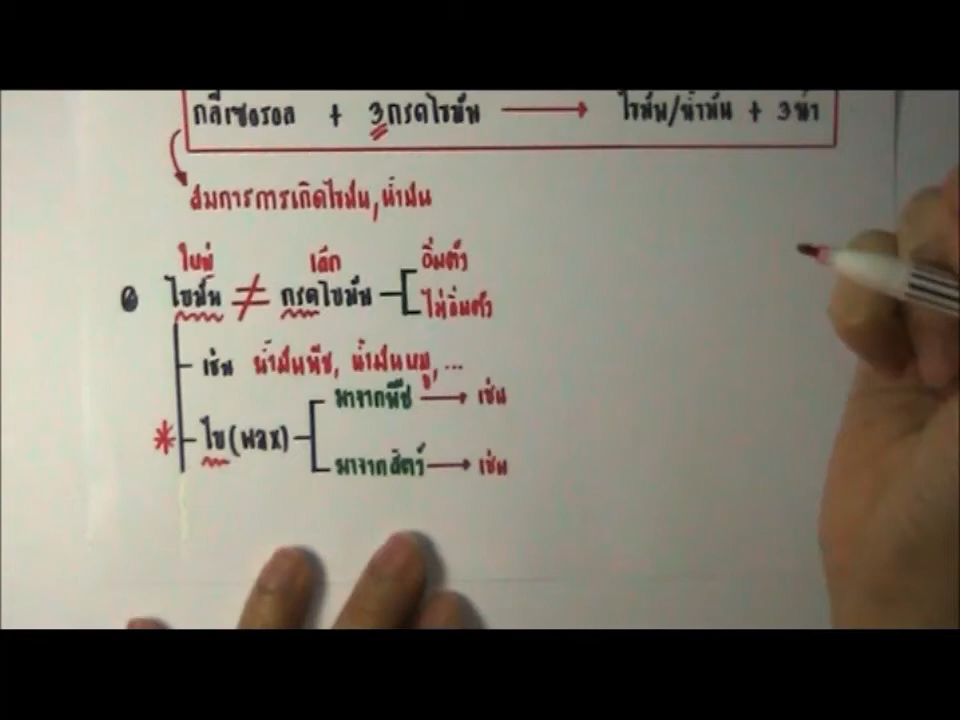 กลีเซอรอล + 3กรดไขมัน → ไขมัน/น้ำมัน + 3น้ำ
สมการการเกิดไขมัน,น้ำมัน
ใหญ่ เล็ก อิ่มตัว
ไขมัน ≠ กรดไขมัน
ไม่อิ่มตัว
เช่น น้ำมันพืช, น้ำมันหมู, ...
มาจากพืช → เช่น
* ไข (wax)
มาจากสัตว์ → เช่น